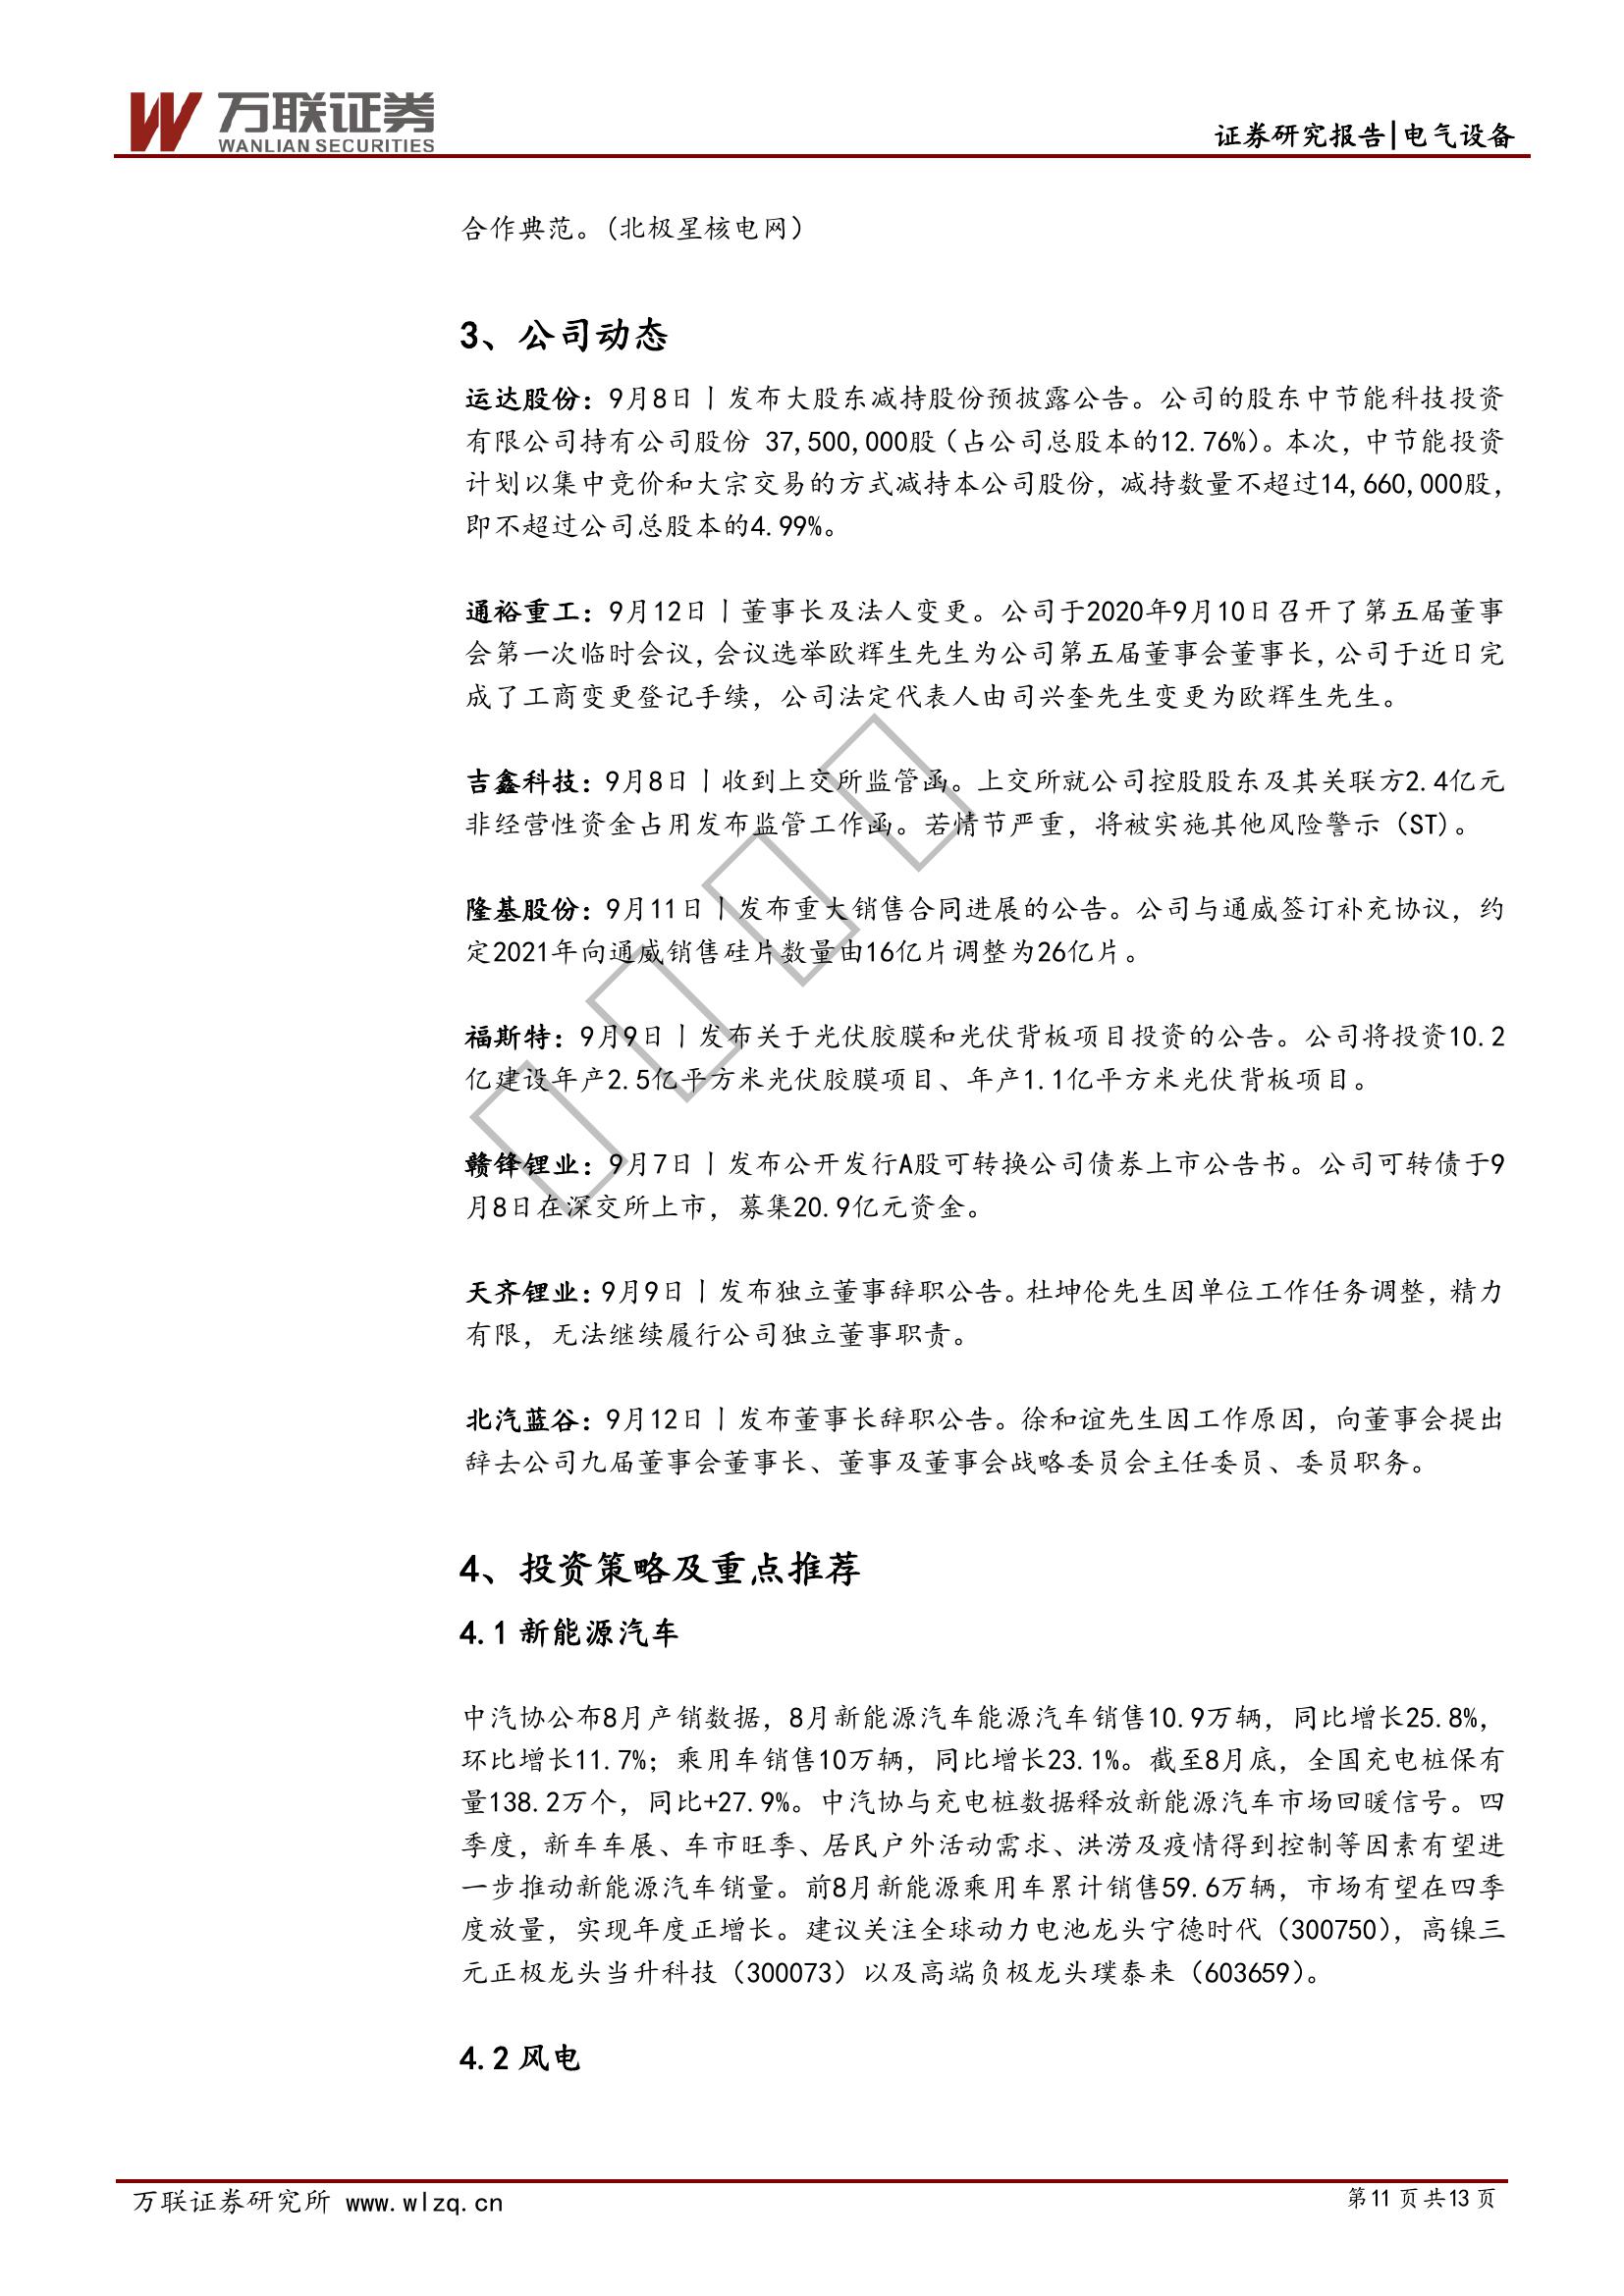 万联证券
WANLIAN SECURITIES
证券研究报告|电气设备
合作典范。(北极星核电网）
3、公司动态
运达股份：9月8日丨发布大股东减持股份预披露公告。公司的股东中节能科技投资
有限公司持有公司股份 37,500,000股（占公司总股本的12.76%）。本次，中节能投资
计划以集中竞价和大宗交易的方式减持本公司股份，减持数量不超过14,660,000股，
即不超过公司总股本的4.99%。
通裕重工：9月12日丨董事长及法人变更。公司于2020年9月10日召开了第五届董事
会第一次临时会议，会议选举欧辉生先生为公司第五届董事会董事长，公司于近日完
成了工商变更登记手续，公司法定代表人由司兴奎先生变更为欧辉生先生。
吉鑫科技：9月8日丨收到上交所监管函。上交所就公司控股股东及其关联方2.4亿元
非经营性资金占用发布监管工作函。若情节严重，将被实施其他风险警示（ST）。
隆基股份：9月11日丨发布重大销售合同进展的公告。公司与通威签订补充协议，约
定2021年向通威销售硅片数量由16亿片调整为26亿片。
福斯特：9月9日丨发布关于光伏胶膜和光伏背板项目投资的公告。公司将投资10.2
亿建设年产2.5亿平方米光伏胶膜项目、年产1.1亿平方米光伏背板项目。
赣锋锂业：9月7日丨发布公开发行A股可转换公司债券上市公告书。公司可转债于9
月8日在深交所上市，募集20.9亿元资金。
天齐锂业：9月9日丨发布独立董事辞职公告。杜坤伦先生因单位工作任务调整，精力
有限，无法继续履行公司独立董事职责。
北汽蓝谷：9月12日丨发布董事长辞职公告。徐和谊先生因工作原因，向董事会提出
辞去公司九届董事会董事长、董事及董事会战略委员会主任委员、委员职务。
4、投资策略及重点推荐
4.1 新能源汽车
中汽协公布8月产销数据，8月新能源汽车能源汽车销售10.9万辆，同比增长25.8%，
环比增长11.7%；乘用车销售10万辆，同比增长23.1%。截至8月底，全国充电桩保有
量138.2万个，同比+27.9%。中汽协与充电桩数据释放新能源汽车市场回暖信号。四
季度，新车车展、车市旺季、居民户外活动需求、洪涝及疫情得到控制等因素有望进
一步推动新能源汽车销量。前8月新能源乘用车累计销售59.6万辆，市场有望在四季
度放量，实现年度正增长。建议关注全球动力电池龙头宁德时代（300750），高镍三
元正极龙头当升科技（300073）以及高端负极龙头璞泰来（603659）。
4.2 风电
万联证券研究所 www.wlzq.cn
第11 页 共13 页